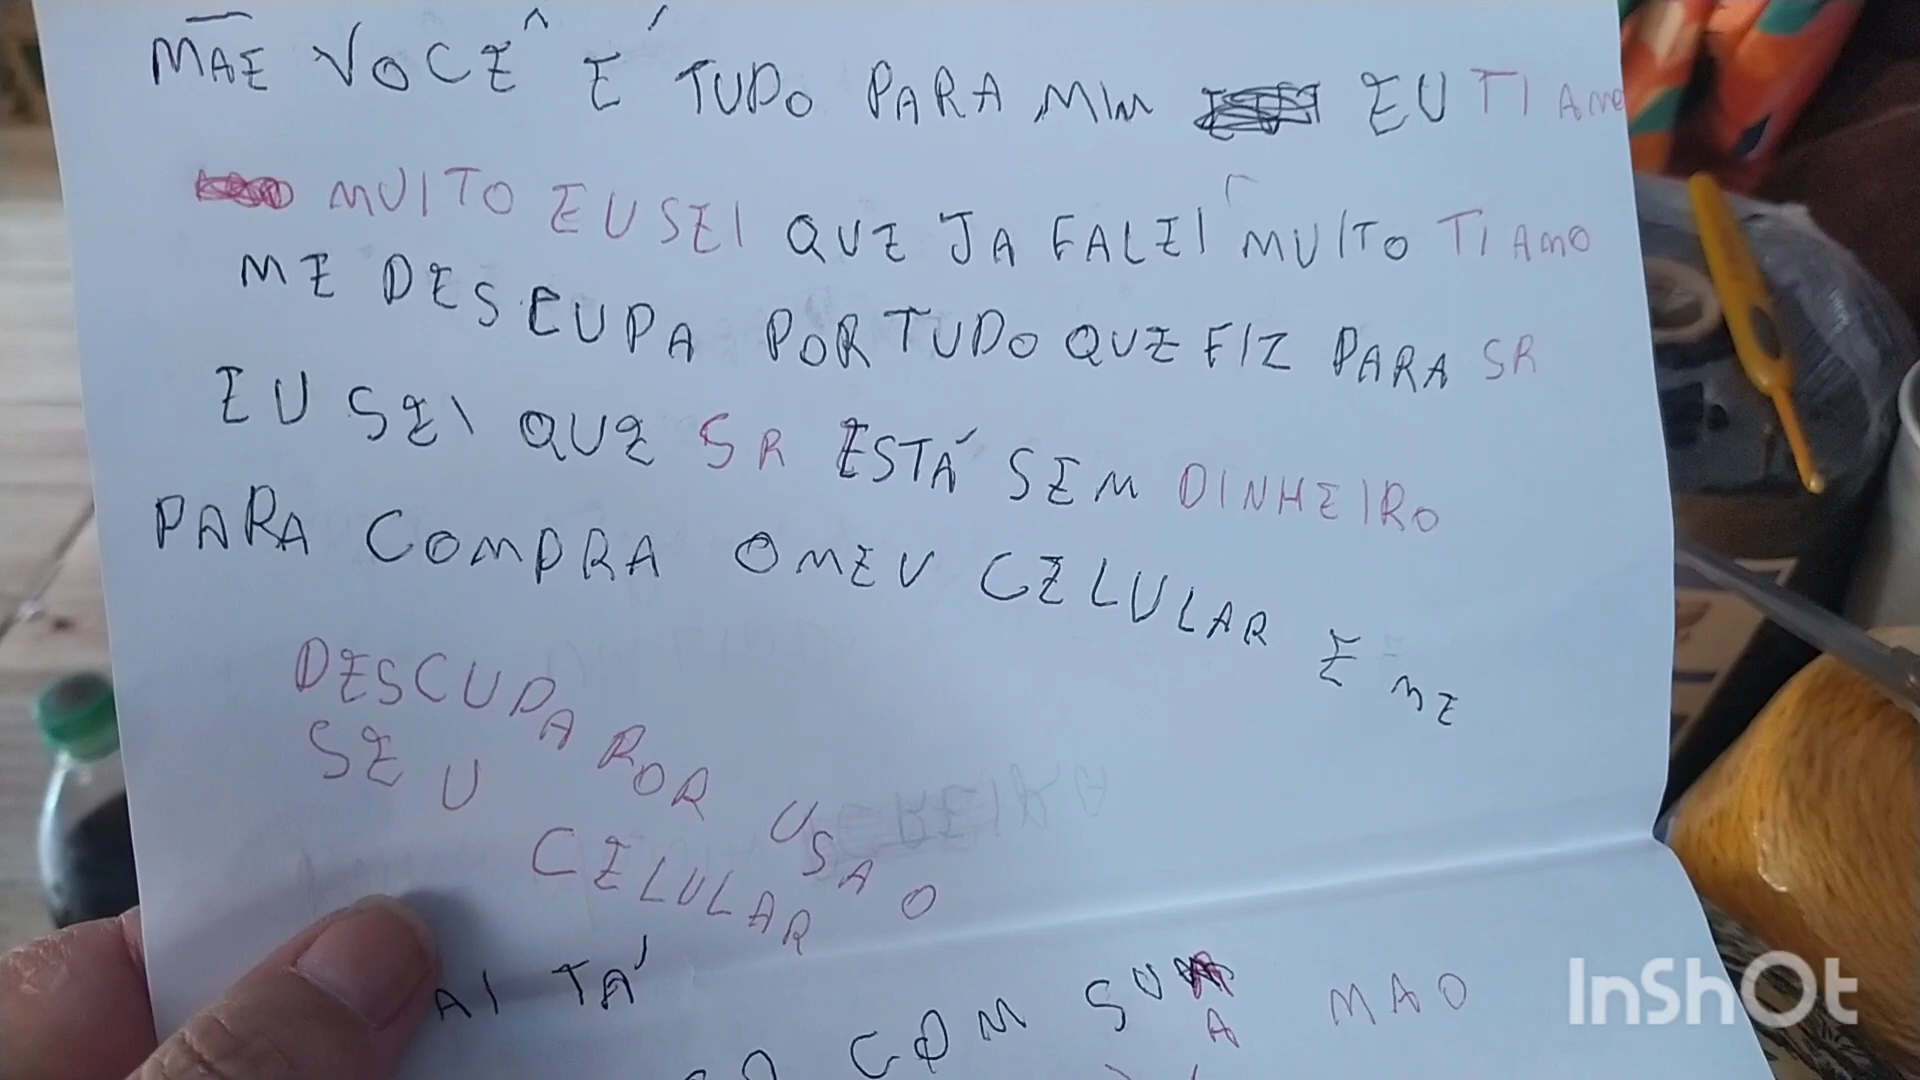 MÃE VOCÊ É TUDO PARA MIM EU TI AMO
MUITO EU SEI QUE JA FALEI MUITO TI AMO
ME DESCUPA POR TUDO QUE FIZ PARA SR
EU SEI QUE SR ESTÁ SEM DINHEIRO
PARA COMPRA O MEU CELULAR E ME
DESCUPA ROR USA O
SEU CELULAR
AI TÁ
COM SUA MAO
InShOt